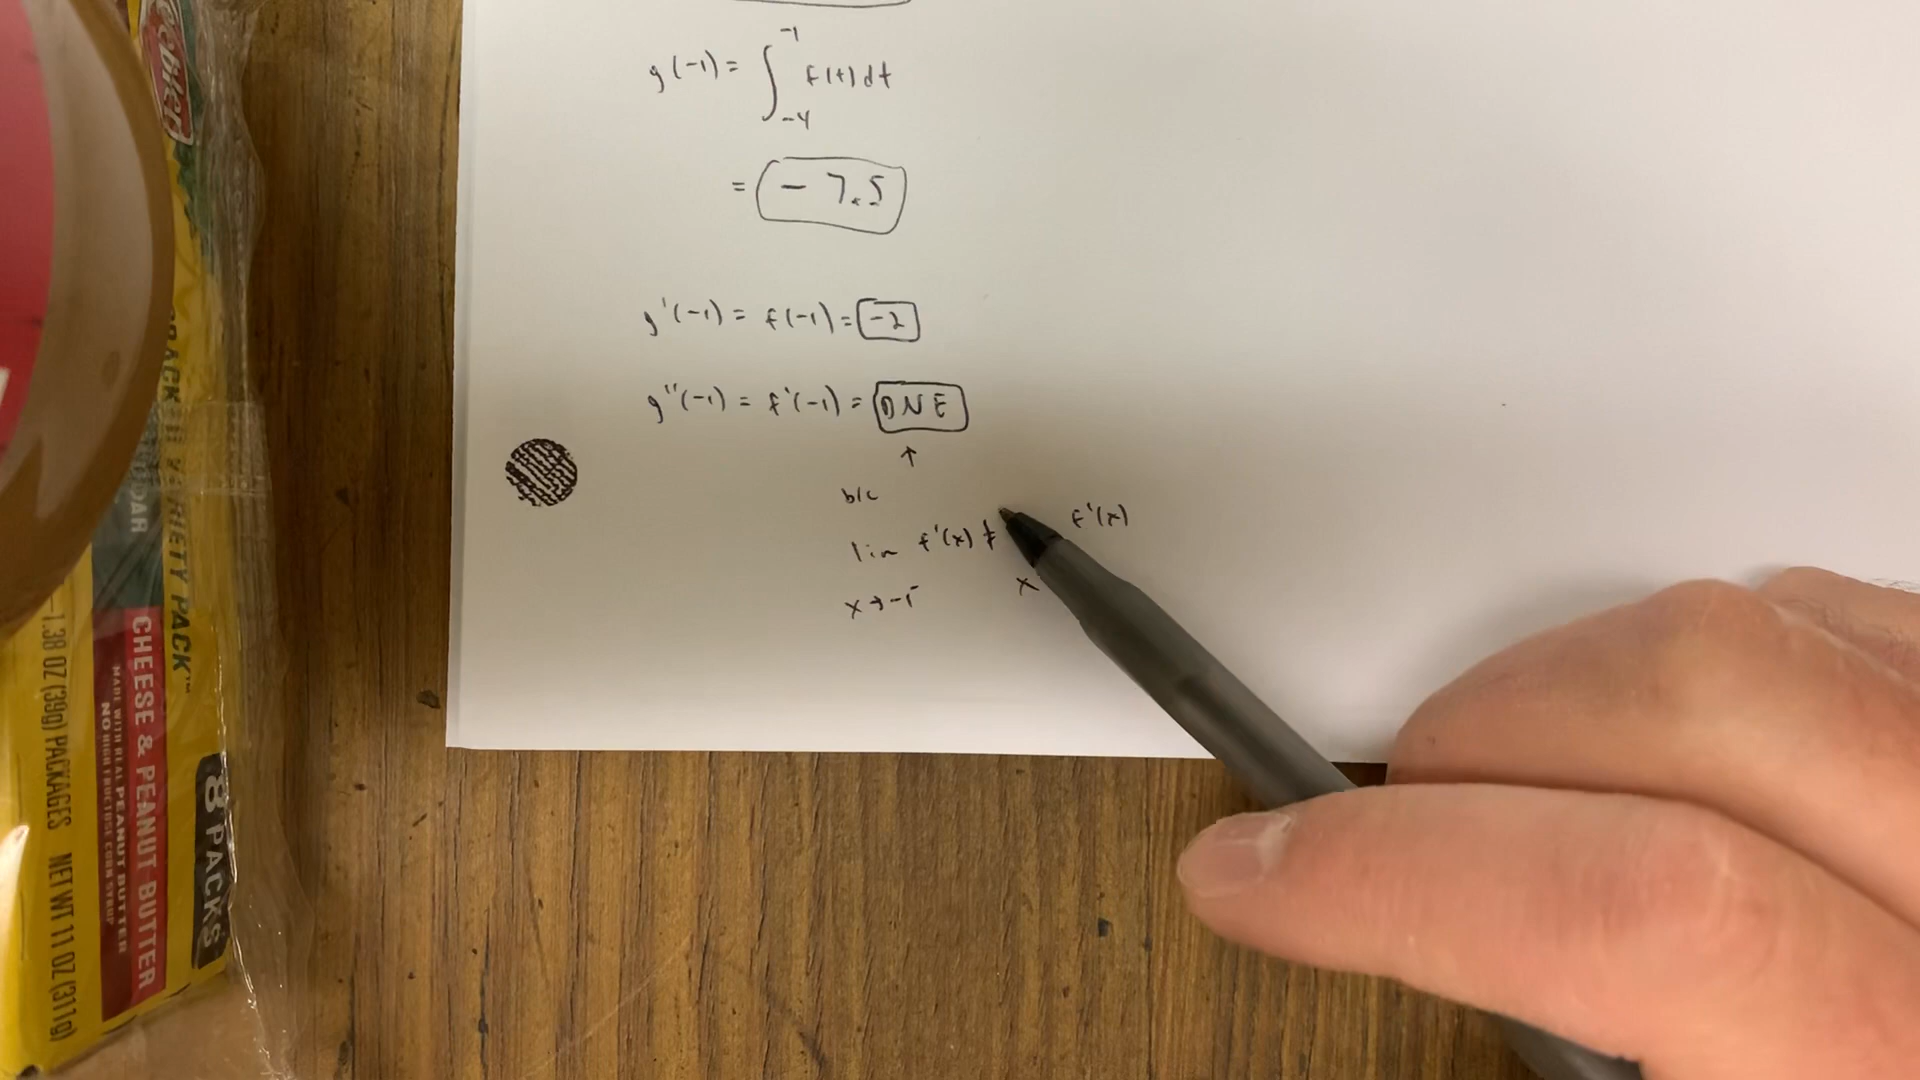 g(-1) = ∫_{-4}^{-1} f(t)dt
= -7.5
g'(-1) = f(-1) = -2
g''(-1) = f'(-1) = DNE
↑
b/c
lim f'(x) ≠ f'(x)
x→-1⁻ x
Keebler
VARIETY PACK™
CHEDDAR
CHEESE & PEANUT BUTTER
MADE WITH REAL PEANUT BUTTER
NO HIGH FRUCTOSE CORN SYRUP
8 PACKS
1.38 OZ (39g) PACKAGES NET WT 11 OZ (311g)